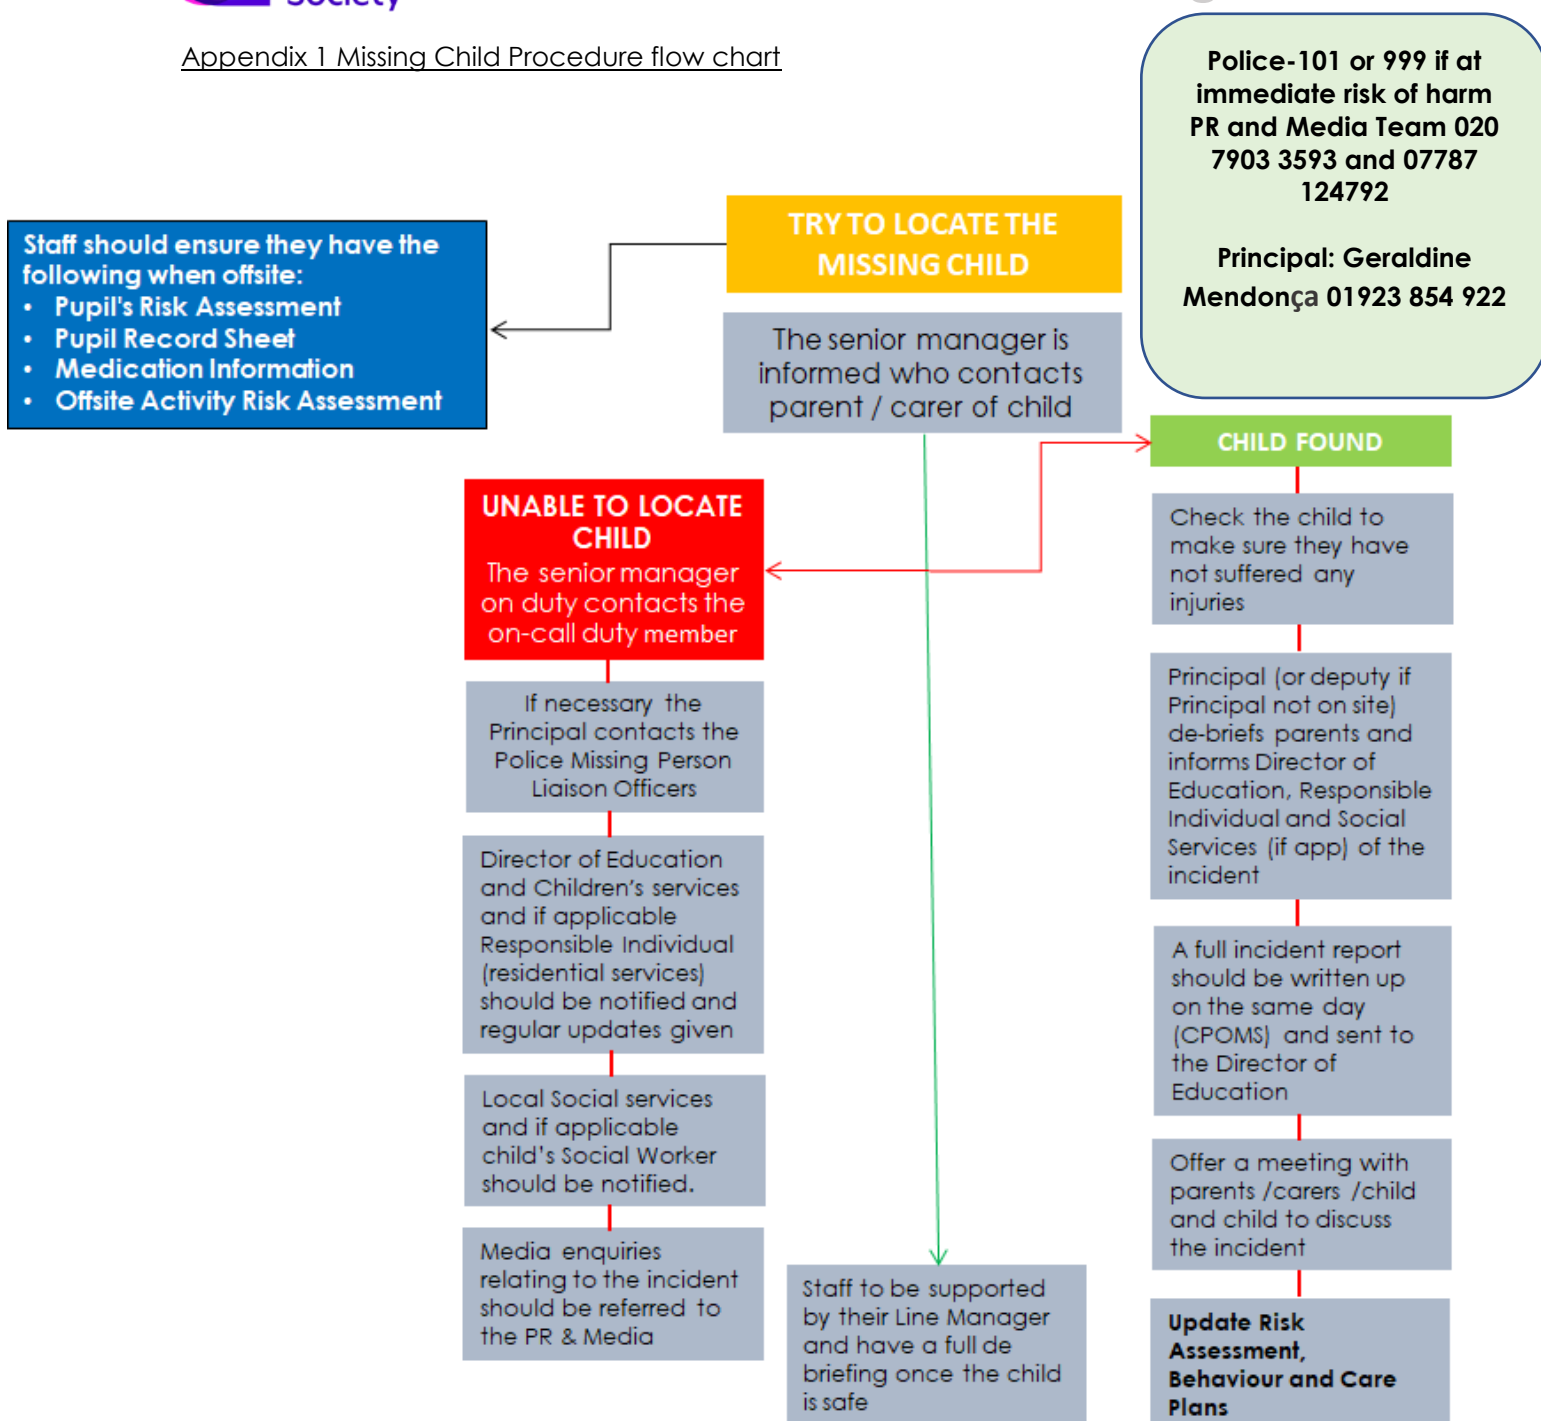 Society
Appendix 1 Missing Child Procedure flow chart
Police-101 or 999 if at
immediate risk of harm
PR and Media Team 020
7903 3593 and 07787
124792
Principal: Geraldine
Mendonça 01923 854 922
Staff should ensure they have the
following when offsite:
• Pupil's Risk Assessment
• Pupil Record Sheet
• Medication Information
• Offsite Activity Risk Assessment
TRY TO LOCATE THE
MISSING CHILD
The senior manager is
informed who contacts
parent / carer of child
UNABLE TO LOCATE
CHILD
The senior manager
on duty contacts the
on-call duty member
If necessary the
Principal contacts the
Police Missing Person
Liaison Officers
Director of Education
and Children's services
and if applicable
Responsible Individual
(residential services)
should be notified and
regular updates given
Local Social services
and if applicable
child's Social Worker
should be notified.
Media enquiries
relating to the incident
should be referred to
the PR & Media
Staff to be supported
by their Line Manager
and have a full de
briefing once the child
is safe
CHILD FOUND
Check the child to
make sure they have
not suffered any
injuries
Principal (or deputy if
Principal not on site)
de-briefs parents and
informs Director of
Education, Responsible
Individual and Social
Services (if app) of the
incident
A full incident report
should be written up
on the same day
(CPOMS) and sent to
the Director of
Education
Offer a meeting with
parents /carers /child
and child to discuss
the incident
Update Risk
Assessment,
Behaviour and Care
Plans